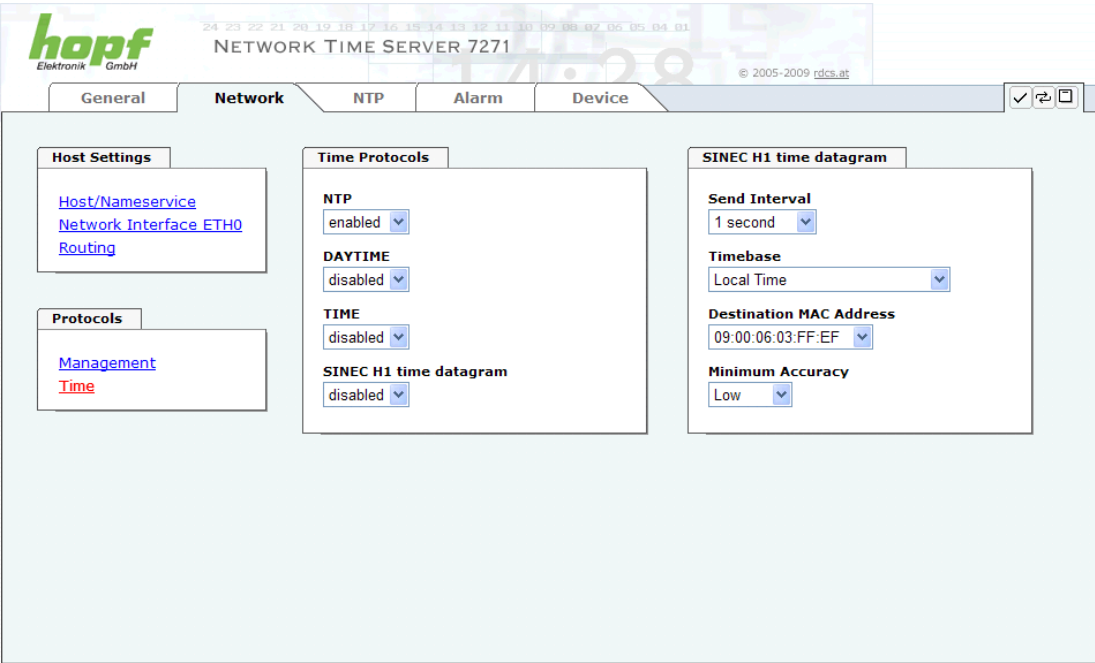 hopf
Elektronik GmbH
24 23 22 21 20 19 18 17 16 15 14 13 12 11 10 09 08 07 06 05 04 03 02 01
NETWORK TIME SERVER 7271
14:28
© 2005-2009 rdcs.at
General
Network
NTP
Alarm
Device
Host Settings
Host/Nameservice
Network Interface ETH0
Routing
Protocols
Management
Time
Time Protocols
NTP
enabled
DAYTIME
disabled
TIME
disabled
SINEC H1 time datagram
disabled
SINEC H1 time datagram
Send Interval
1 second
Timebase
Local Time
Destination MAC Address
09:00:06:03:FF:EF
Minimum Accuracy
Low